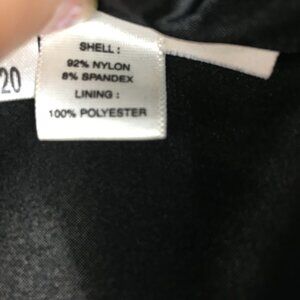 20
SHELL :
92% NYLON
8% SPANDEX
LINING :
100% POLYESTER